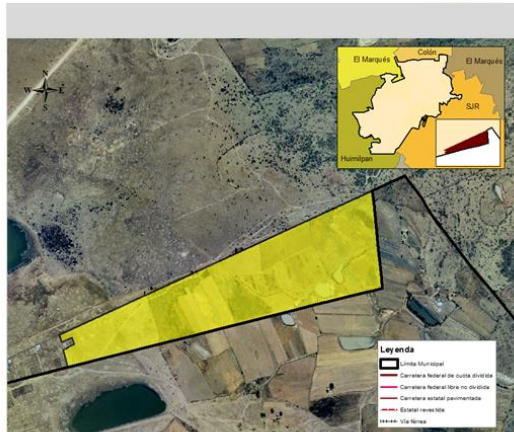 N
W E
S
Colón
El Marqués
El Marqués
SJR
Huimilpan
Leyenda
Límite Municipal
Carretera federal de cuota dividida
Carretera federal libre no dividida
Carretera estatal pavimentada
Estatal revestida
Vía férrea